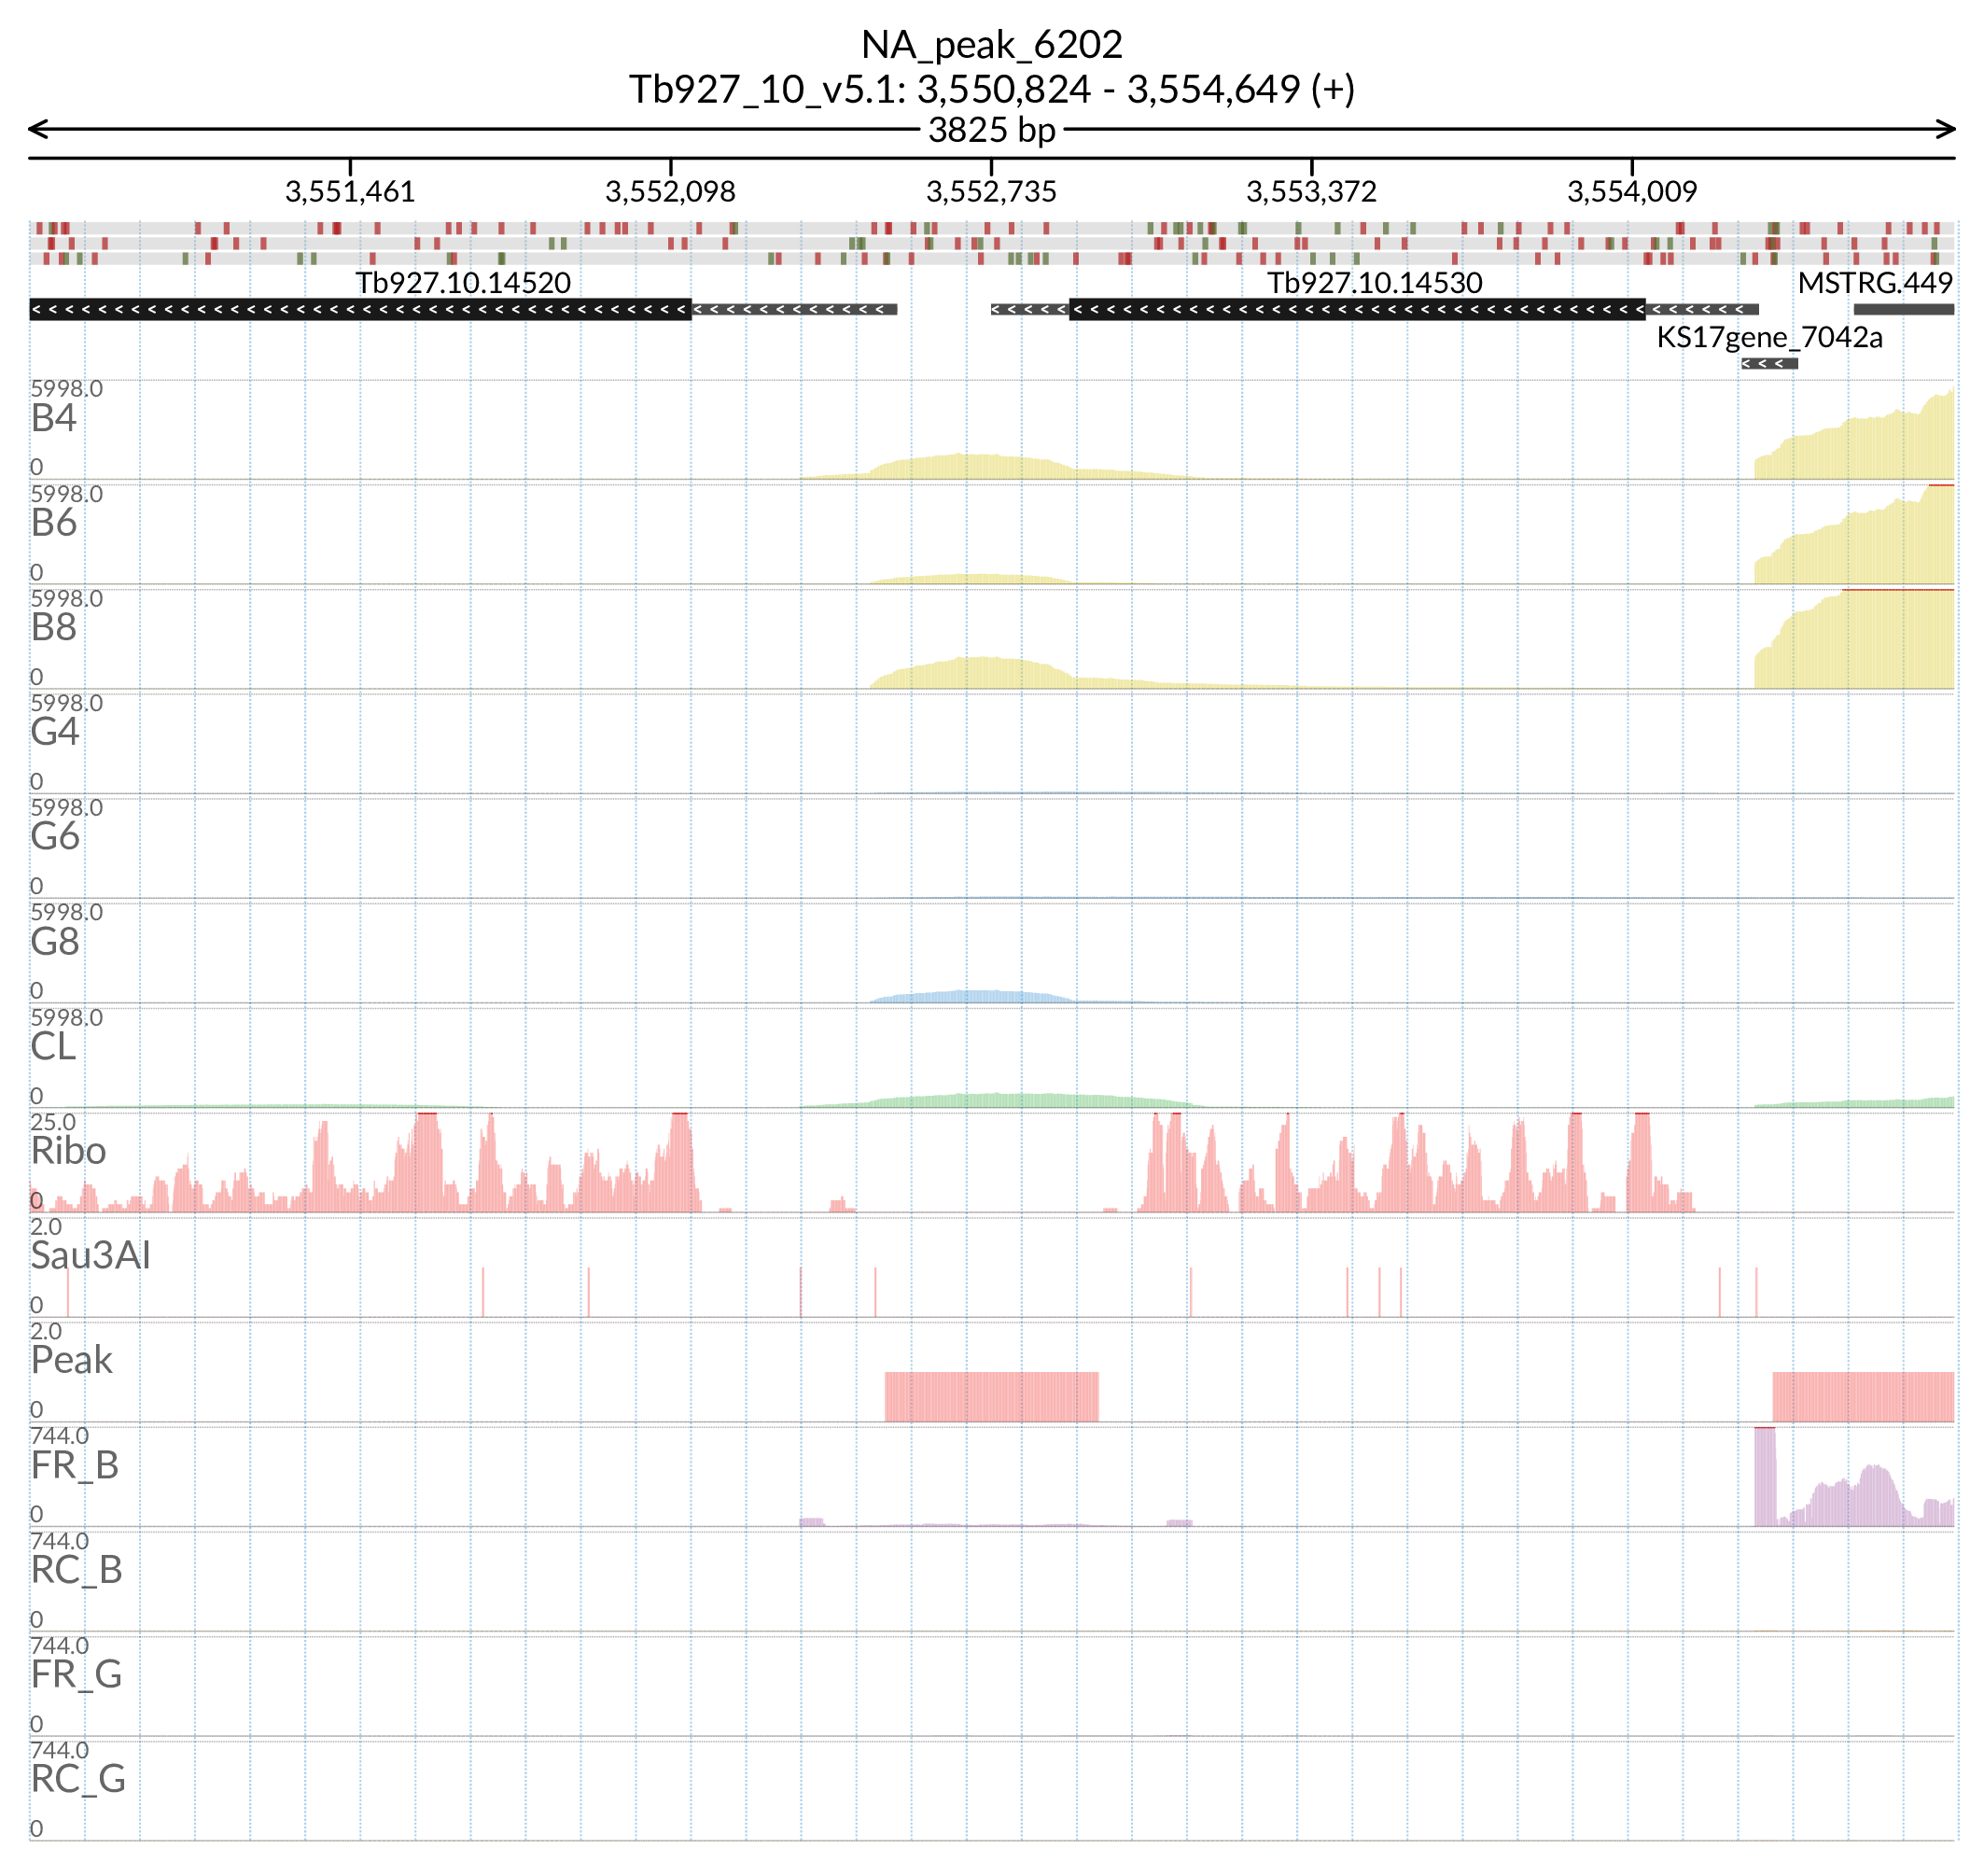 NA_peak_6202
Tb927_10_v5.1: 3,550,824 - 3,554,649 (+)
3825 bp
3,551,461 3,552,098 3,552,735 3,553,372 3,554,009
Tb927.10.14520 Tb927.10.14530 MSTRG.449
KS17gene_7042a
5998.0
B4
0
5998.0
B6
0
5998.0
B8
0
5998.0
G4
0
5998.0
G6
0
5998.0
G8
0
5998.0
CL
0
25.0
Ribo
0
2.0
Sau3AI
0
2.0
Peak
0
744.0
FR_B
0
744.0
RC_B
0
744.0
FR_G
0
744.0
RC_G
0